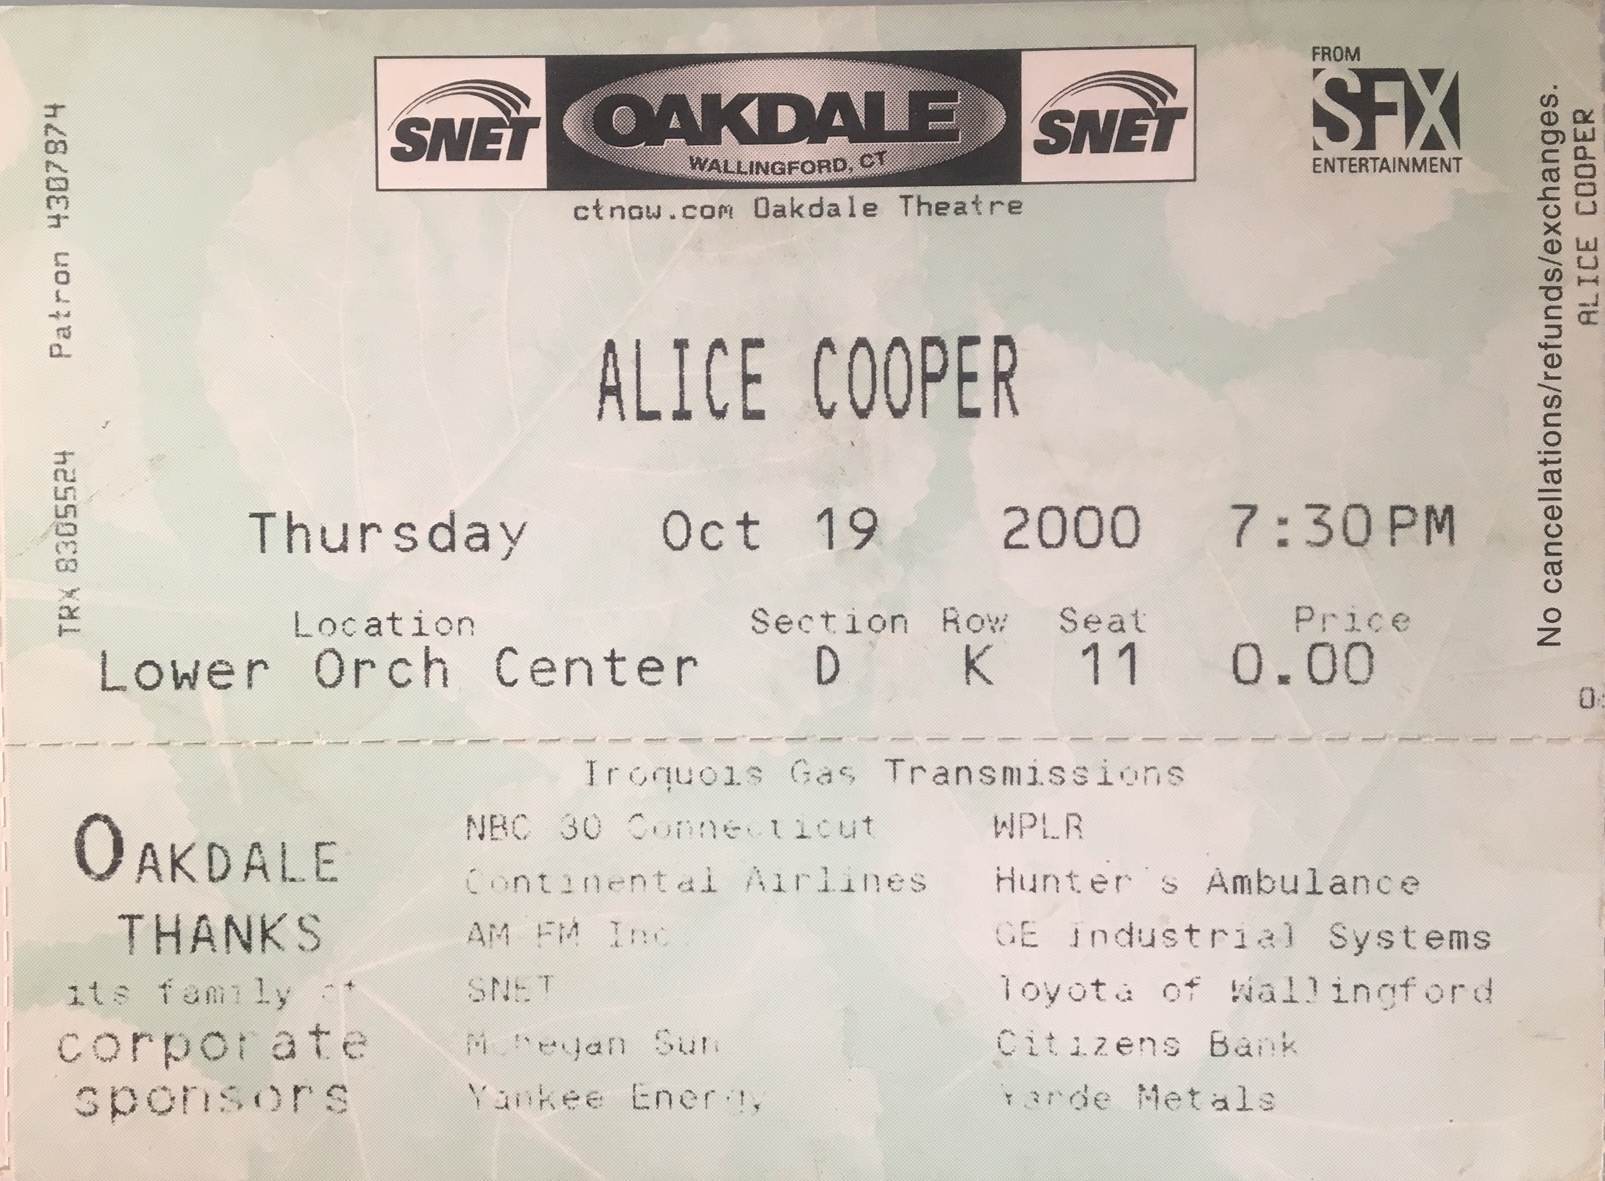 SNET OAKDALE SNET
WALLINGFORD, CT
FROM
SFX
ENTERTAINMENT
ctnow.com Oakdale Theatre
ALICE COOPER
Thursday Oct 19 2000 7:30PM
Location Section Row Seat Price
Lower Orch Center D K 11 0.00
Patron 4307874
TRX 8305524
No cancellations/refunds/exchanges.
ALICE COOPER
OAKDALE
THANKS
its family of
corporate
sponsors
Iroquois Gas Transmissions
NBC 30 Connecticut
Continental Airlines
AM FM Inc
SNET
Mohegan Sun
Yankee Energy
WPLR
Hunter's Ambulance
GE Industrial Systems
Toyota of Wallingford
Citizens Bank
Yarde Metals